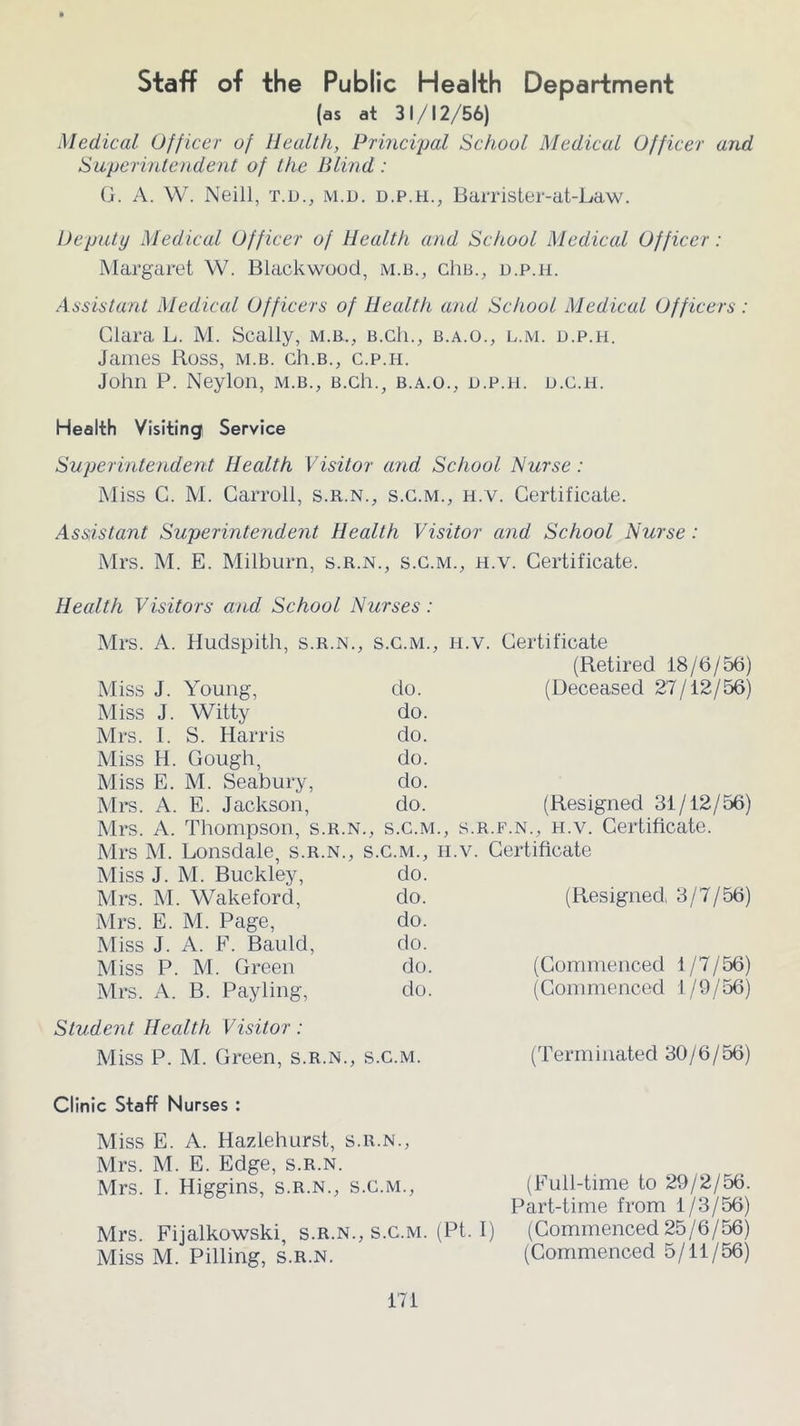 Staff of the Public Health Department
(as at 31/12/56)
Medical Officer of Health, Principal School Medical Officer and
Superintendent of the Blind :
G. A. W. Neill, T.D., M.D. D.P.H., Barrister-at-Law.
Deputy Medical Officer of Health and School Medical Officer :
Margaret W. Blackwood, M.B., ChB., D.P.H.
Assistant Medical Officers of Health and School Medical Officers :
Clara L. M. Scally, M.B., B.Ch., B.A.O., L.M. D.P.H.
James Ross, M.B. Ch.B., C.P.H.
John P. Neylon, M.B., B.Ch., B.A.O., D.P.H. D.C.H.
Health Visiting Service
Superintendent Health Visitor and School Nurse :
Miss C. M. Carroll, S.R.N., S.C.M., H.V. Certificate.
Assistant Superintendent Health Visitor and School Nurse :
Mrs. M. E. Milburn, S.R.N., S.C.M., H.V. Certificate.
Health Visitors and School Nurses :
Mrs. A. Hudspith, S.R.N., S.C.M., H.V. Certificate
(Retired 18/6/56)
Miss J. Young, do. (Deceased 27/12/56)
Miss J. Witty do.
Mrs. I. S. Harris do.
Miss H. Gough, do.
Miss E. M. Seabury, do.
Mrs. A. E. Jackson, do. (Resigned 31/12/56)
Mrs. A. Thompson, S.R.N., S.C.M., S.R.F.N., H.V. Certificate.
Mrs M. Lonsdale, S.R.N., S.C.M., H.V. Certificate
Miss J. M. Buckley, do.
Mrs. M. Wakeford, do. (Resigned, 3/7/56)
Mrs. E. M. Page, do.
Miss J. A. F. Bauld, do.
Miss P. M. Green do. (Commenced 1/7/56)
Mrs. A. B. Payling, do. (Commenced 1/9/56)
Student Health Visitor :
Miss P. M. Green, S.R.N., S.C.M. (Terminated 30/6/56)
Clinic Staff Nurses :
Miss E. A. Hazlehurst, S.R.N.,
Mrs. M. E. Edge, S.R.N.
Mrs. I. Higgins, S.R.N., S.C.M., (Full-time to 29/2/56.
Part-time from 1/3/56)
Mrs. Fijalkowski, S.R.N., S.C.M. (Pt. I) (Commenced 25/6/56)
Miss M. Pilling, S.R.N. (Commenced 5/11/56)
171